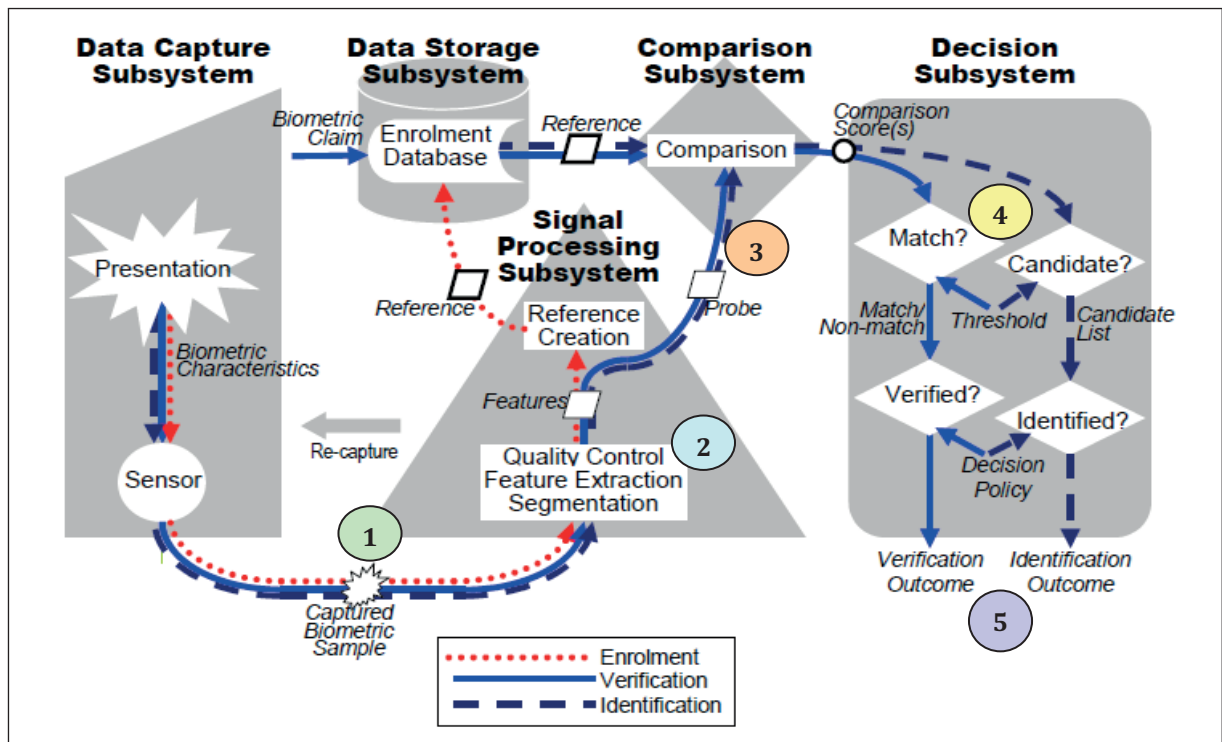 Data Capture
Subsystem
Data Storage
Subsystem
Comparison
Subsystem
Decision
Subsystem
Biometric
Claim
Enrolment
Database
Reference
Comparison
Comparison
Score(s)
4
Match?
Candidate?
Signal
Processing
Subsystem
3
Presentation
Reference
Reference
Creation
Probe
Match/
Non-match
Threshold
Candidate
List
Biometric
Characteristics
Features
Verified?
Identified?
Re-capture
2
Quality Control
Feature Extraction
Segmentation
Decision
Policy
Sensor
1
Captured
Biometric
Sample
Verification
Outcome
Identification
Outcome
5
Enrolment
Verification
Identification